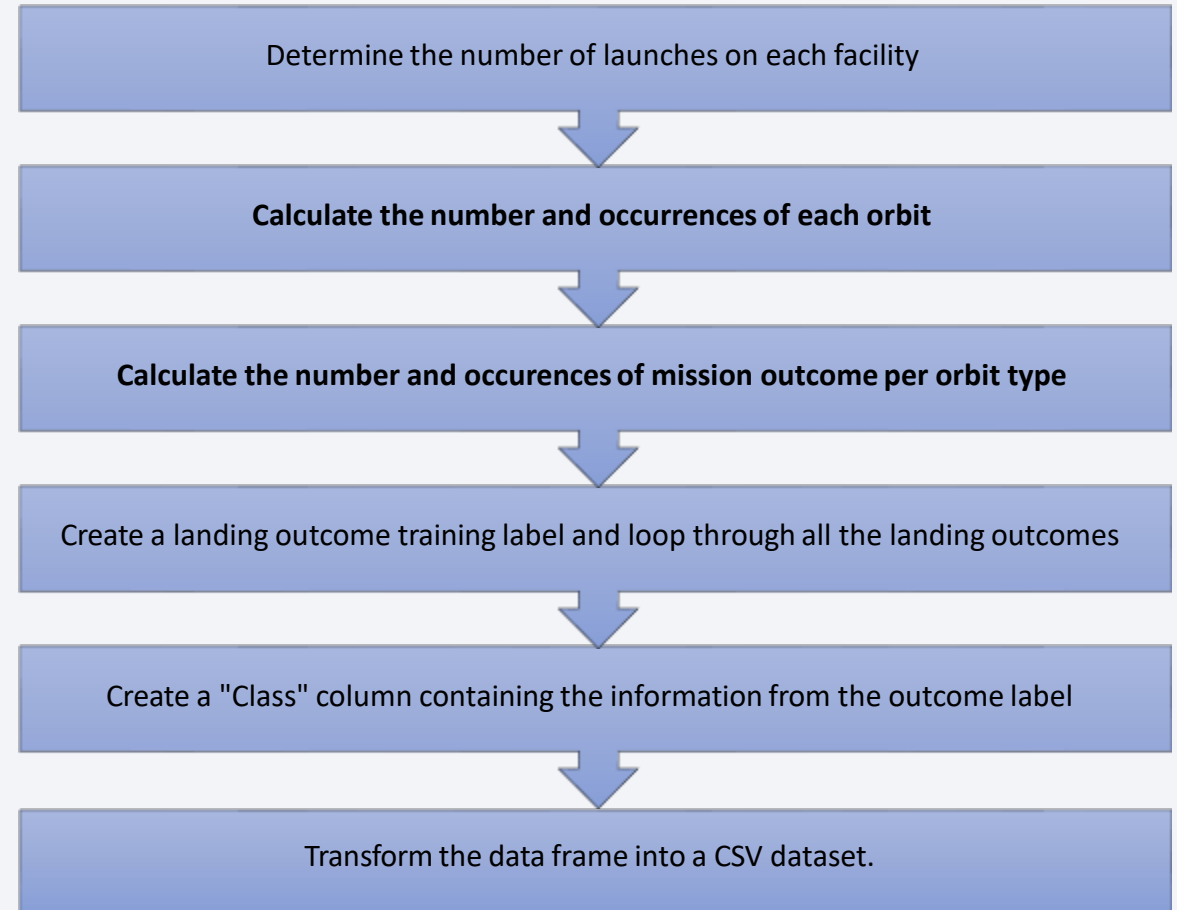 Determine the number of launches on each facility
Calculate the number and occurrences of each orbit
Calculate the number and occurences of mission outcome per orbit type
Create a landing outcome training label and loop through all the landing outcomes
Create a "Class" column containing the information from the outcome label
Transform the data frame into a CSV dataset.